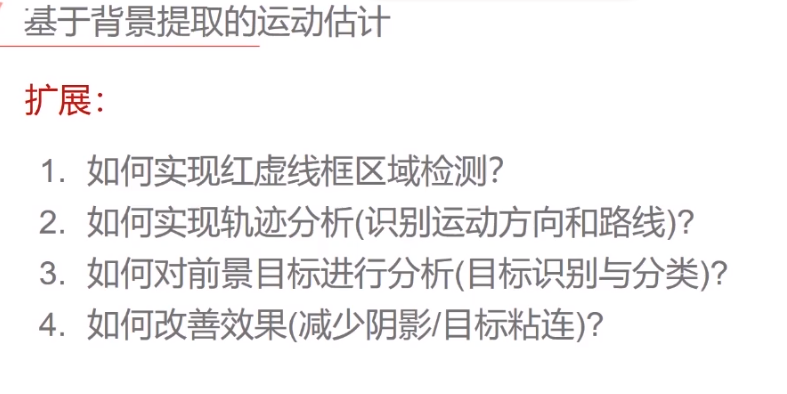 基于背景提取的运动估计
扩展：
1. 如何实现红虚线框区域检测？
2. 如何实现轨迹分析(识别运动方向和路线)?
3. 如何对前景目标进行分析(目标识别与分类)?
4. 如何改善效果(减少阴影/目标粘连)?